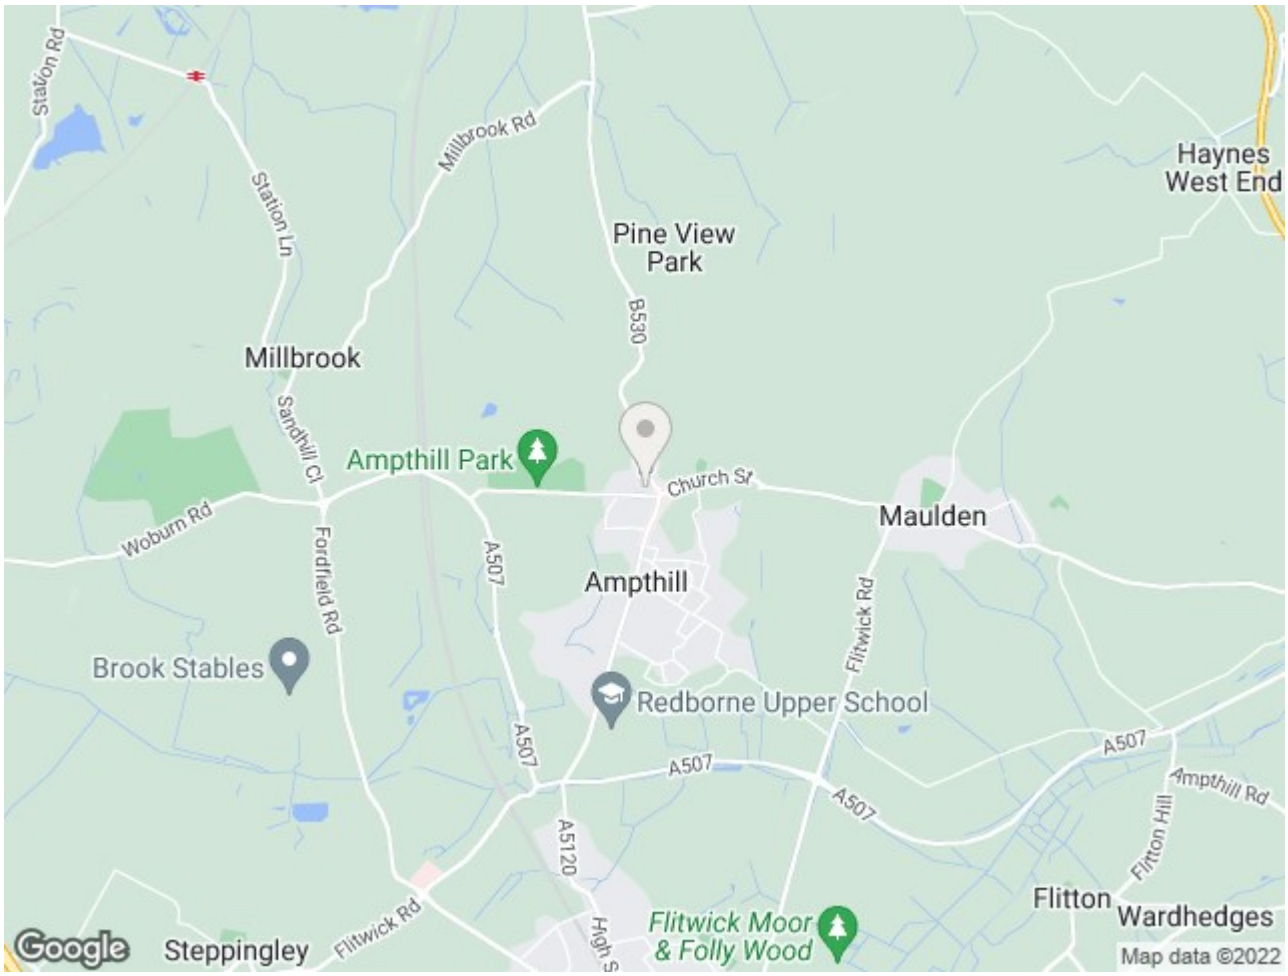 Station Rd
Millbrook Rd
Haynes
West End
Station Ln
Pine View
Park
B530
Millbrook
Sandhill Cl
Ampthill Park
Church St
Maulden
Woburn Rd
Fordfield Rd
A507
Ampthill
Flitwick Rd
Brook Stables
Redborne Upper School
A507
A507
A507
A507
Ampthill Rd
A5120
Flitton Hill
Flitton
Wardhedges
Flitwick Rd
High S
Flitwick Moor
& Folly Wood
Steppingley
Google
Map data ©2022